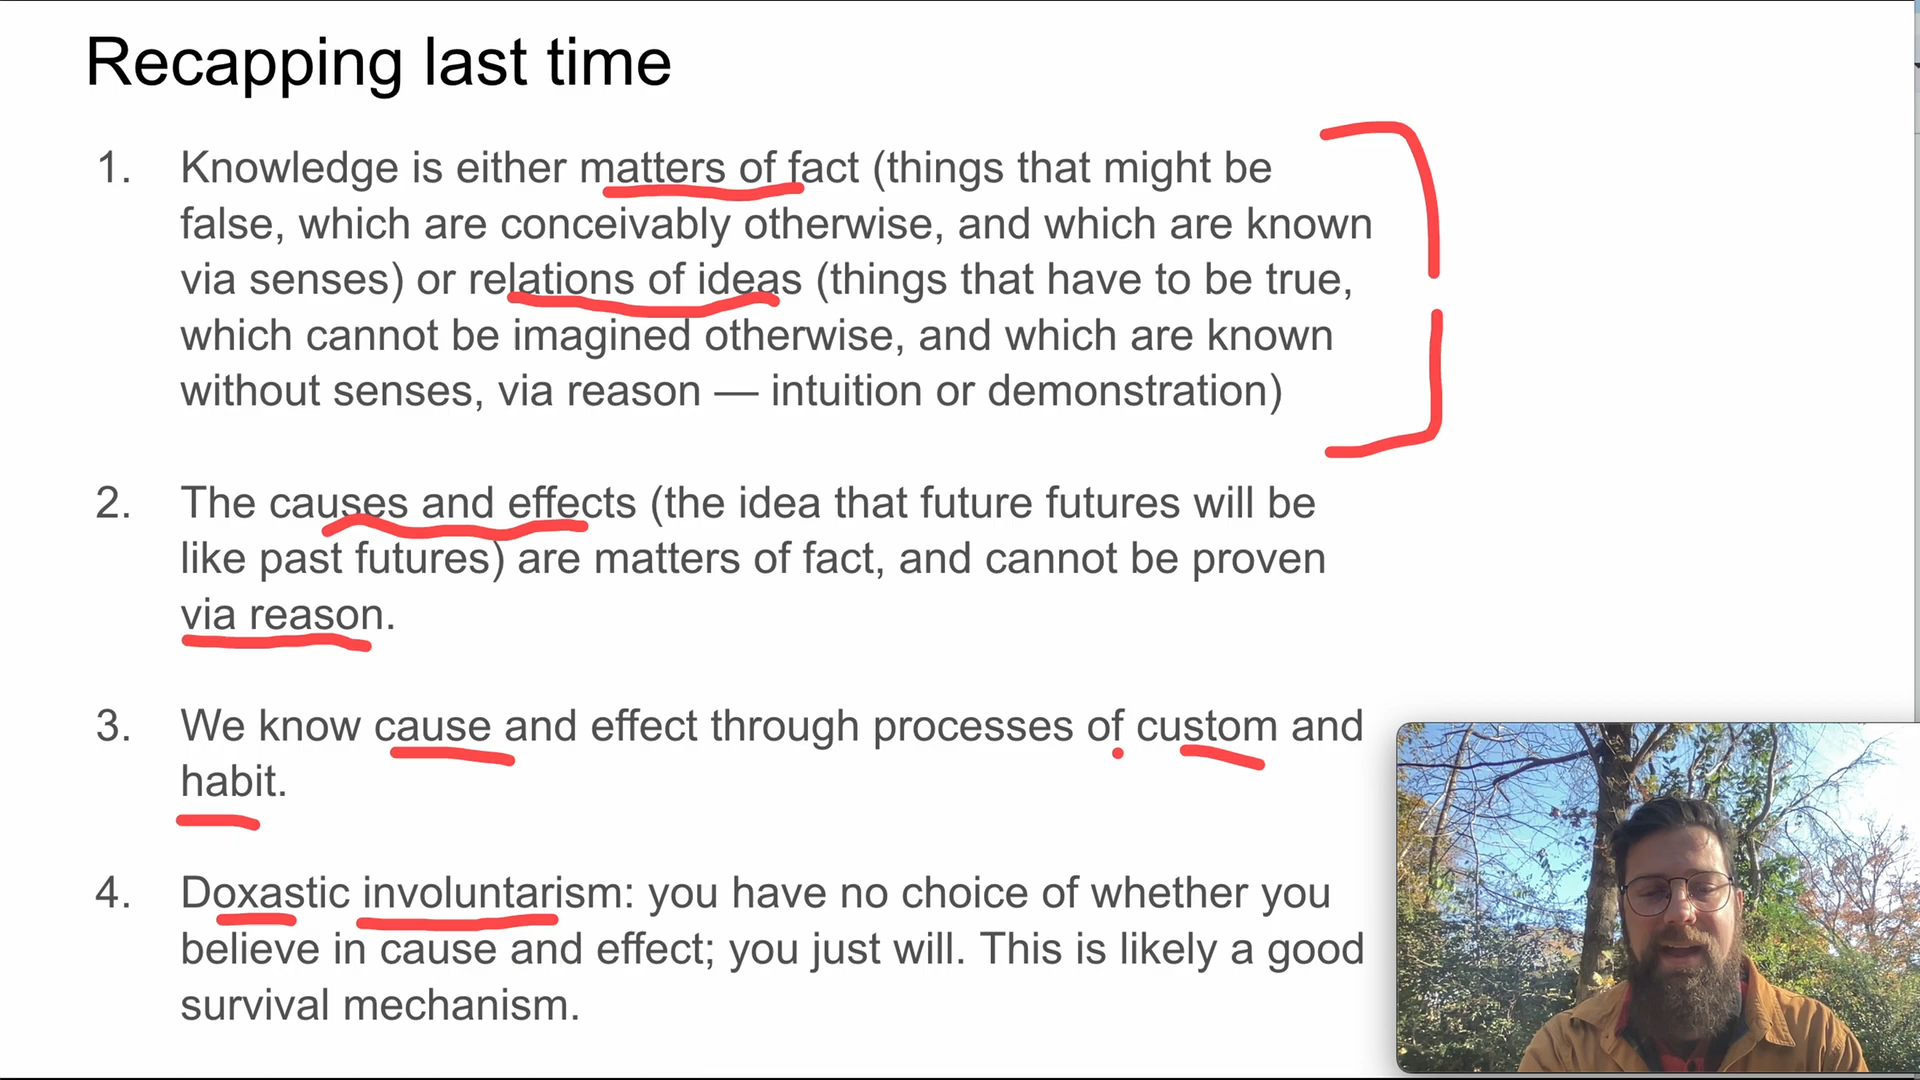 Recapping last time
1. Knowledge is either matters of fact (things that might be
false, which are conceivably otherwise, and which are known
via senses) or relations of ideas (things that have to be true,
which cannot be imagined otherwise, and which are known
without senses, via reason — intuition or demonstration)
2. The causes and effects (the idea that future futures will be
like past futures) are matters of fact, and cannot be proven
via reason.
3. We know cause and effect through processes of custom and
habit.
4. Doxastic involuntarism: you have no choice of whether you
believe in cause and effect; you just will. This is likely a good
survival mechanism.